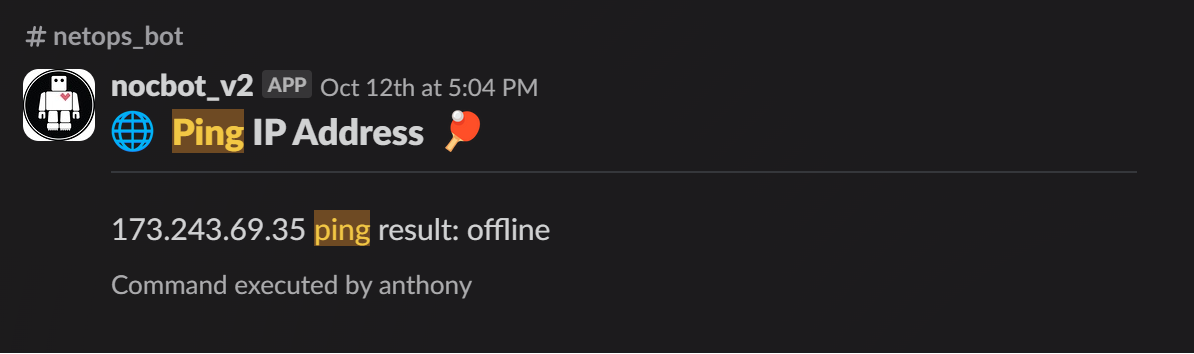 # netops_bot
nocbot_v2 APP Oct 12th at 5:04 PM
🌐 Ping IP Address 🏓
173.243.69.35 ping result: offline
Command executed by anthony